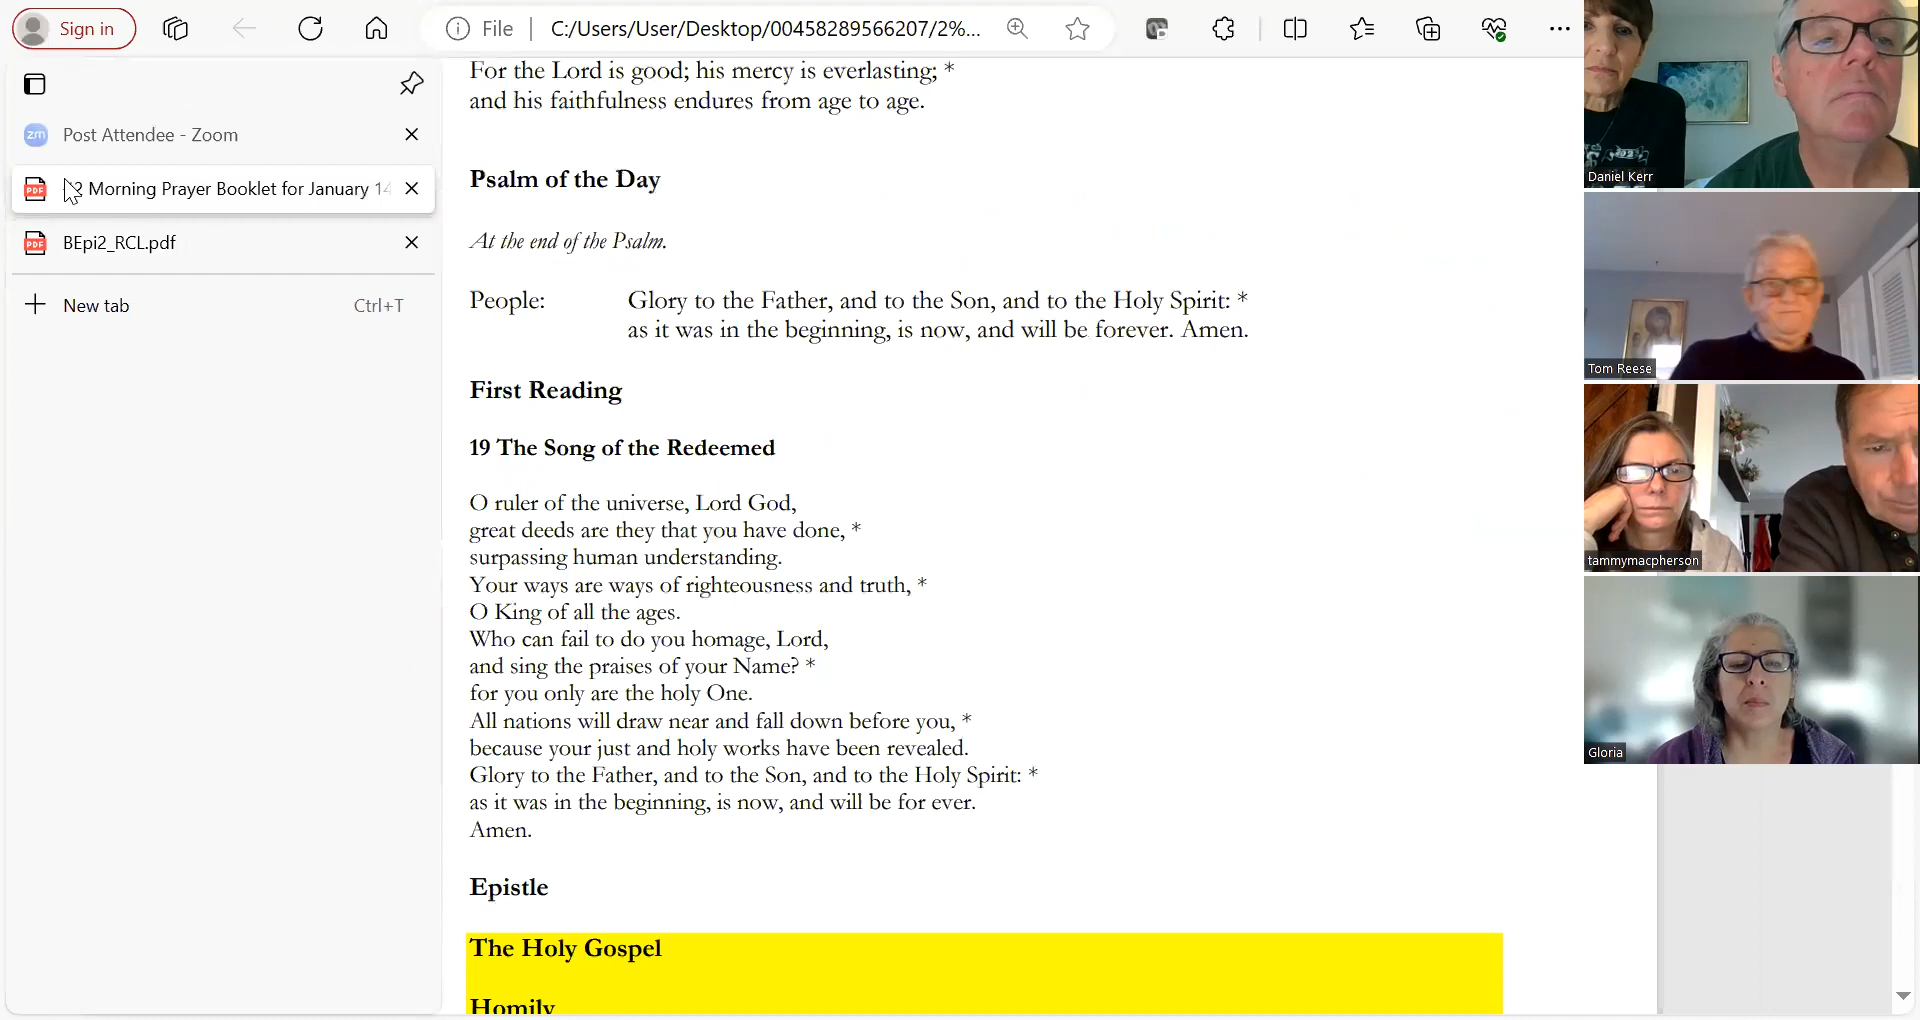 Sign in
File
C:/Users/User/Desktop/00458289566207/2%...
Post Attendee - Zoom
Morning Prayer Booklet for January 14
BEpi2_RCL.pdf
New tab
Ctrl+T
For the Lord is good; his mercy is everlasting; *
and his faithfulness endures from age to age.
Psalm of the Day
At the end of the Psalm.
People: Glory to the Father, and to the Son, and to the Holy Spirit: *
as it was in the beginning, is now, and will be forever. Amen.
First Reading
19 The Song of the Redeemed
O ruler of the universe, Lord God,
great deeds are they that you have done, *
surpassing human understanding.
Your ways are ways of righteousness and truth, *
O King of all the ages.
Who can fail to do you homage, Lord,
and sing the praises of your Name? *
for you only are the holy One.
All nations will draw near and fall down before you, *
because your just and holy works have been revealed.
Glory to the Father, and to the Son, and to the Holy Spirit: *
as it was in the beginning, is now, and will be for ever.
Amen.
Epistle
The Holy Gospel
Homily
Daniel Kerr
Tom Reese
tammymacpherson
Gloria